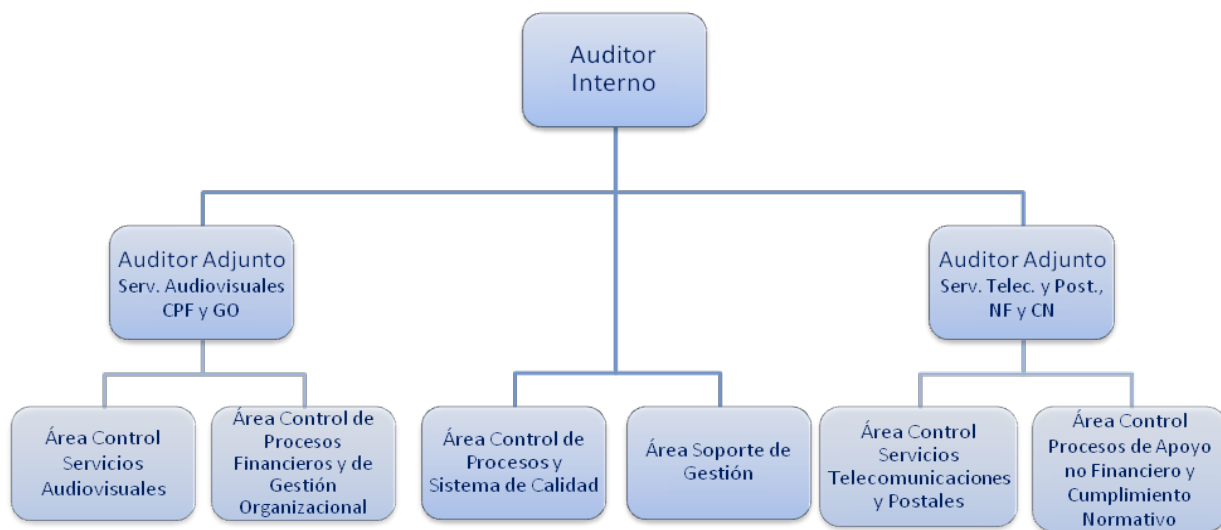 Auditor
Interno
Auditor Adjunto
Serv. Audiovisuales
CPF y GO
Auditor Adjunto
Serv. Telec. y Post.,
NF y CN
Área Control
Servicios
Audiovisuales
Área Control de
Procesos
Financieros y de
Gestión
Organizacional
Área Control de
Procesos y
Sistema de Calidad
Área Soporte de
Gestión
Área Control
Servicios
Telecomunicaciones
y Postales
Área Control
Procesos de Apoyo
no Financiero y
Cumplimiento
Normativo